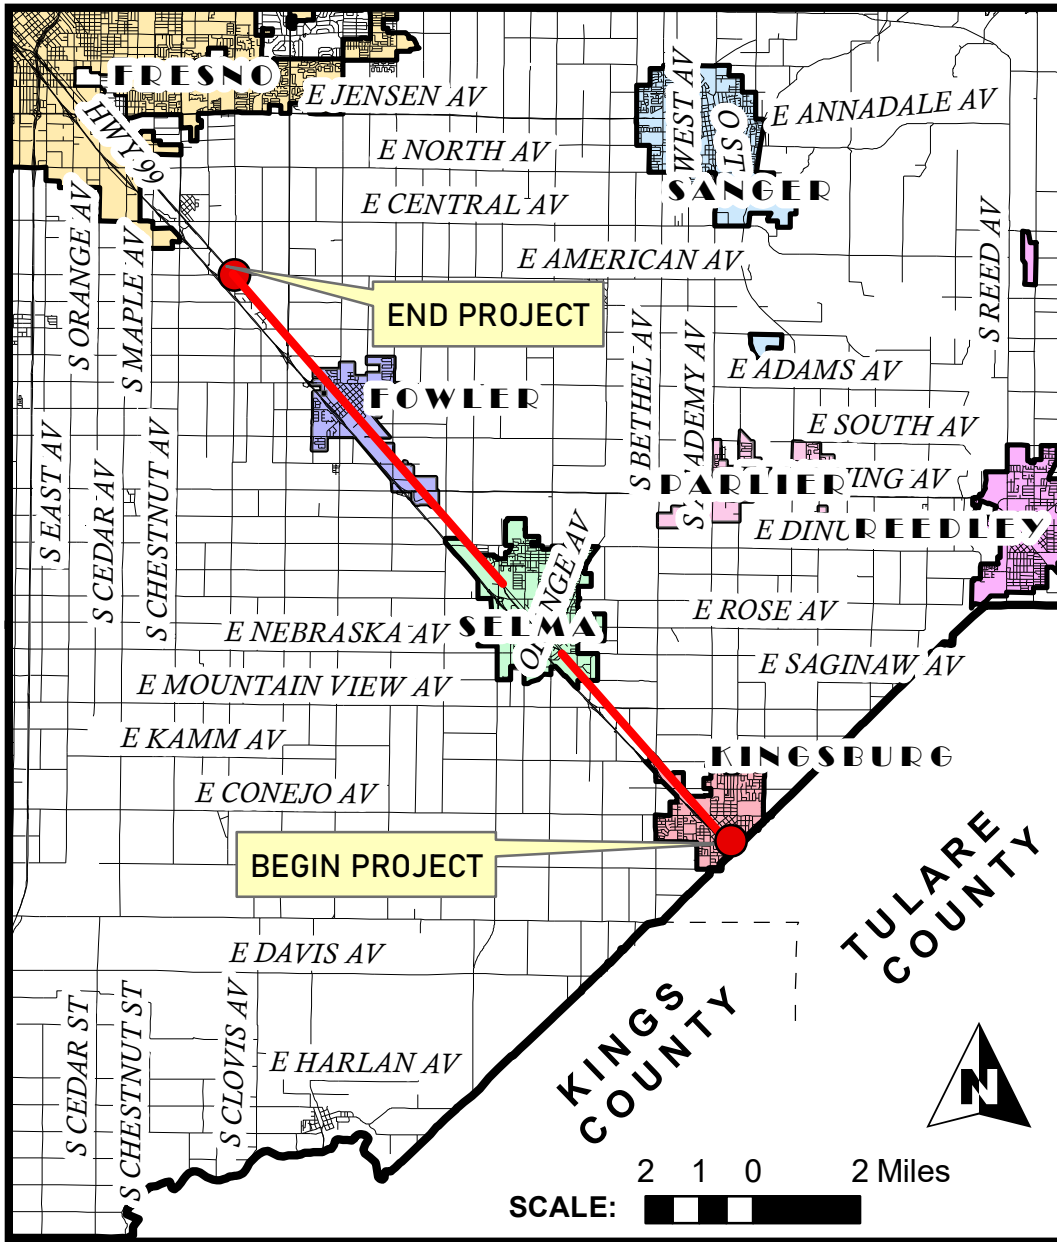 FRESNO
E JENSEN AV
WEST AV
E ANNADALE AV
HWY 99
E NORTH AV
SANGER
E CENTRAL AV
S ORANGE AV
S MAPLE AV
E AMERICAN AV
S REED AV
END PROJECT
S BETHEL AV
E ADAMS AV
FOWLER
E SOUTH AV
S EAST AV
S CEDAR AV
S CHESTNUT AV
PARLIER
E DINU
REEDLEY
ORANGE AV
E ROSE AV
E NEBRASKA AV
SELMA
E SAGINAW AV
E MOUNTAIN VIEW AV
E KAMM AV
KINGSBURG
E CONEJO AV
BEGIN PROJECT
TULARE
COUNTY
E DAVIS AV
KINGS
COUNTY
S CEDAR ST
S CHESTNUT ST
S CLOVIS AV
E HARLAN AV
N
2 1 0 2 Miles
SCALE: